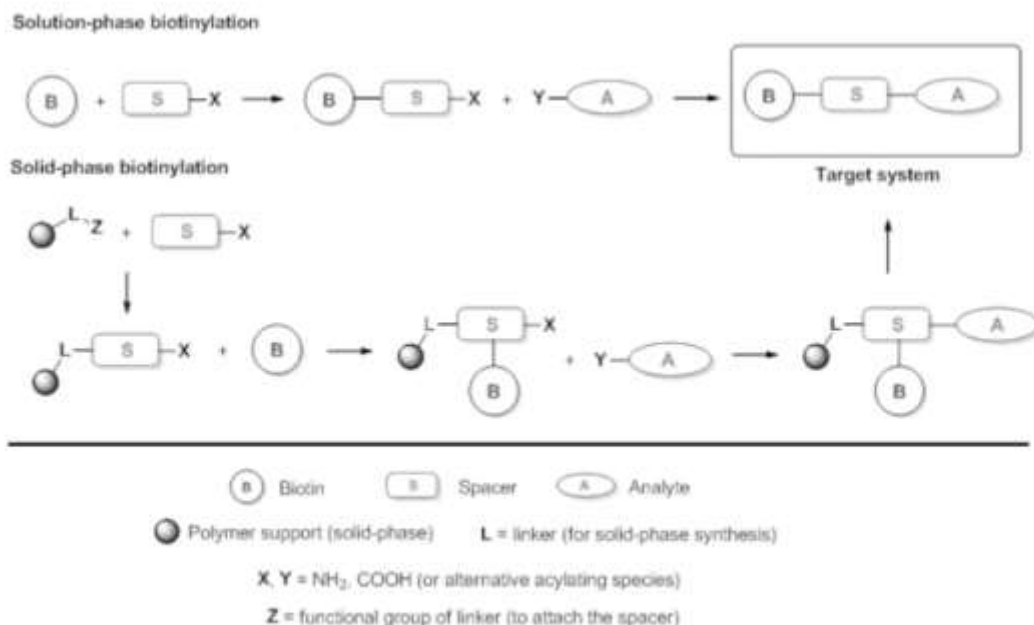 Solution-phase biotinylation
B + S X B S X + Y A B S A
Solid-phase biotinylation
Target system
L Z + S X
L S X + B L S X B + Y A L S A B
B Biotin S Spacer A Analyte
Polymer support (solid-phase) L = linker (for solid-phase synthesis)
X, Y = NH₂, COOH (or alternative acylating species)
Z = functional group of linker (to attach the spacer)